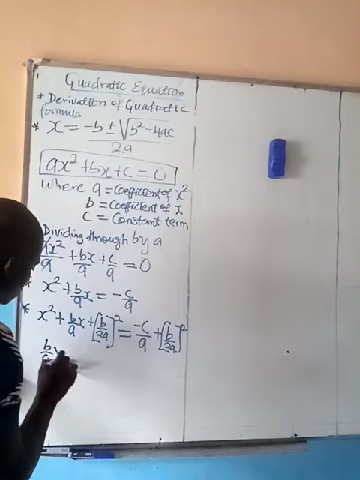 Quadratic Equation
* Derivation of Quadratic
formula
* x = -b ± √b² - 4ac / 2a
ax² + bx + c = 0
where a = coefficient of x²
b = coefficient of x
c = constant term
Dividing through by a
ax²/a + bx/a + c/a = 0
* x² + b/a x = -c/a
* x² + bx/a + [b/2a]² = -c/a + [b/2a]²
b/a